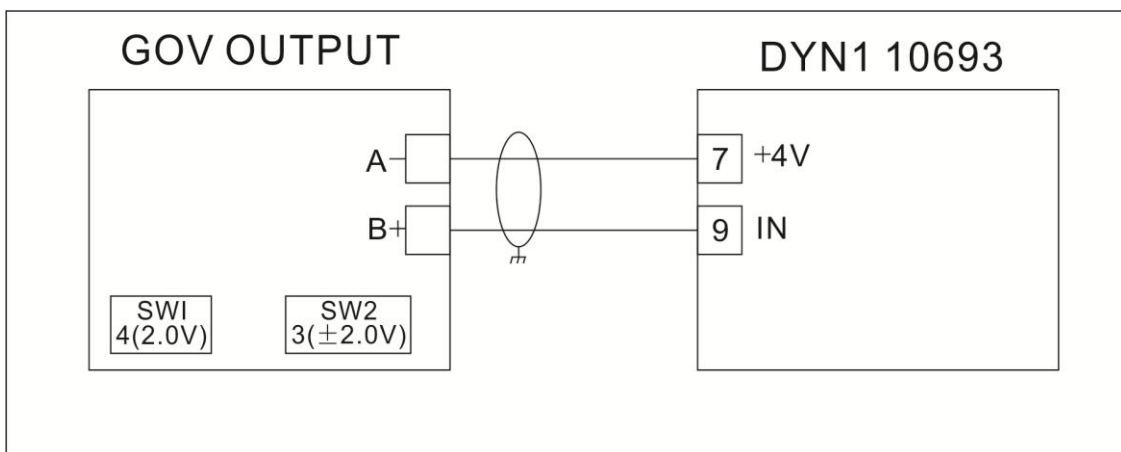 GOV OUTPUT
DYN1 10693
A-
7 +4V
B+
9 IN
SWI
4(2.0V)
SW2
3(±2.0V)